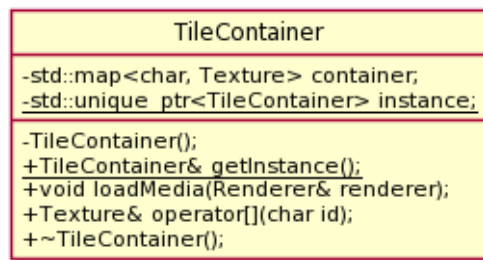 TileContainer
-std::map<char, Texture> container;
-std::unique_ptr<TileContainer> instance;
-TileContainer();
+TileContainer& getInstance();
+void loadMedia(Renderer& renderer);
+Texture& operator[](char id);
+~TileContainer();